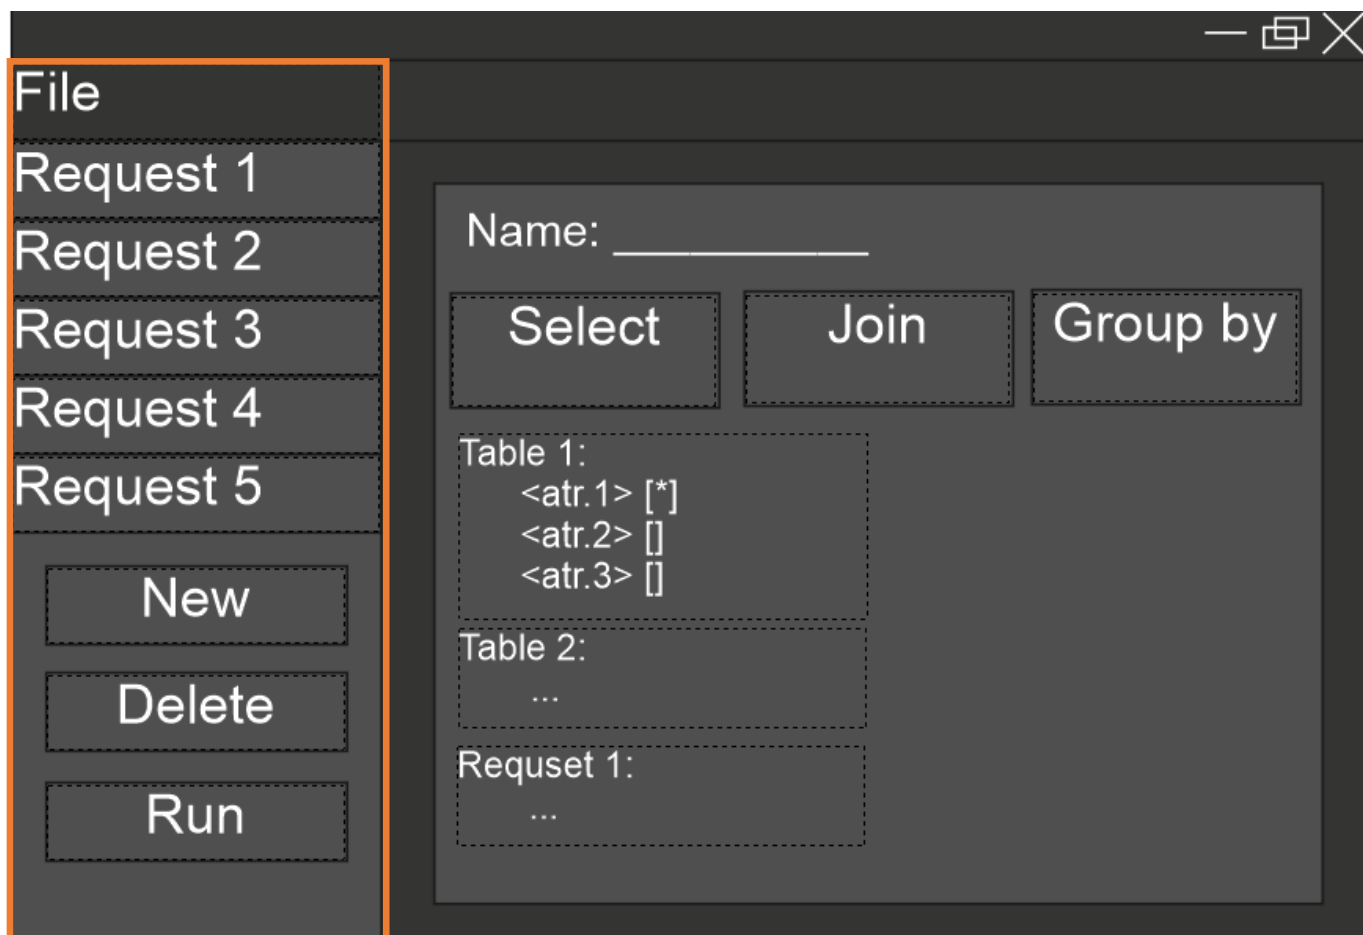 File
Request 1
Request 2
Request 3
Request 4
Request 5
New
Delete
Run
Name: __________
Select
Join
Group by
Table 1:
<atr.1> [*]
<atr.2> []
<atr.3> []
Table 2:
...
Requset 1:
...